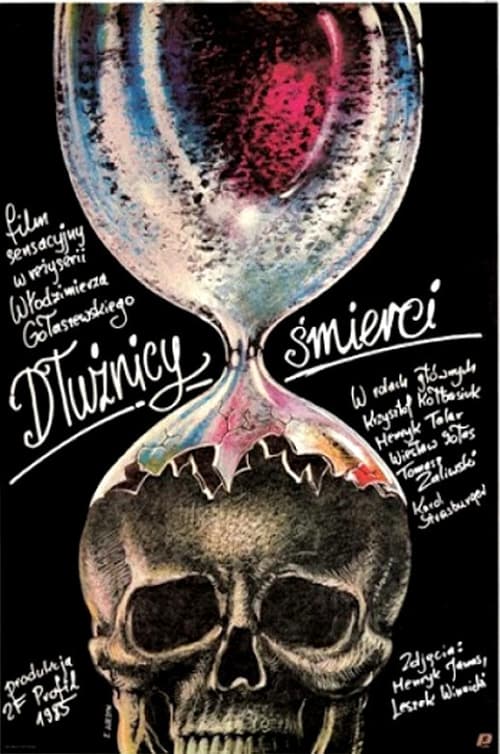 film
sensacyjny
w reżyserii
Włodzimierza
Gołaszewskiego
Dłużnicy śmierci
W rolach głównych
Krzysztof Kołbasiuk
Henryk Talar
Wiesław Gołas
Tomasz
Zaliwski
Karol
Strasburger
produkcja
ZF Profil
1985
Zdjęcia:
Henryk Janas,
Leszek Winnicki